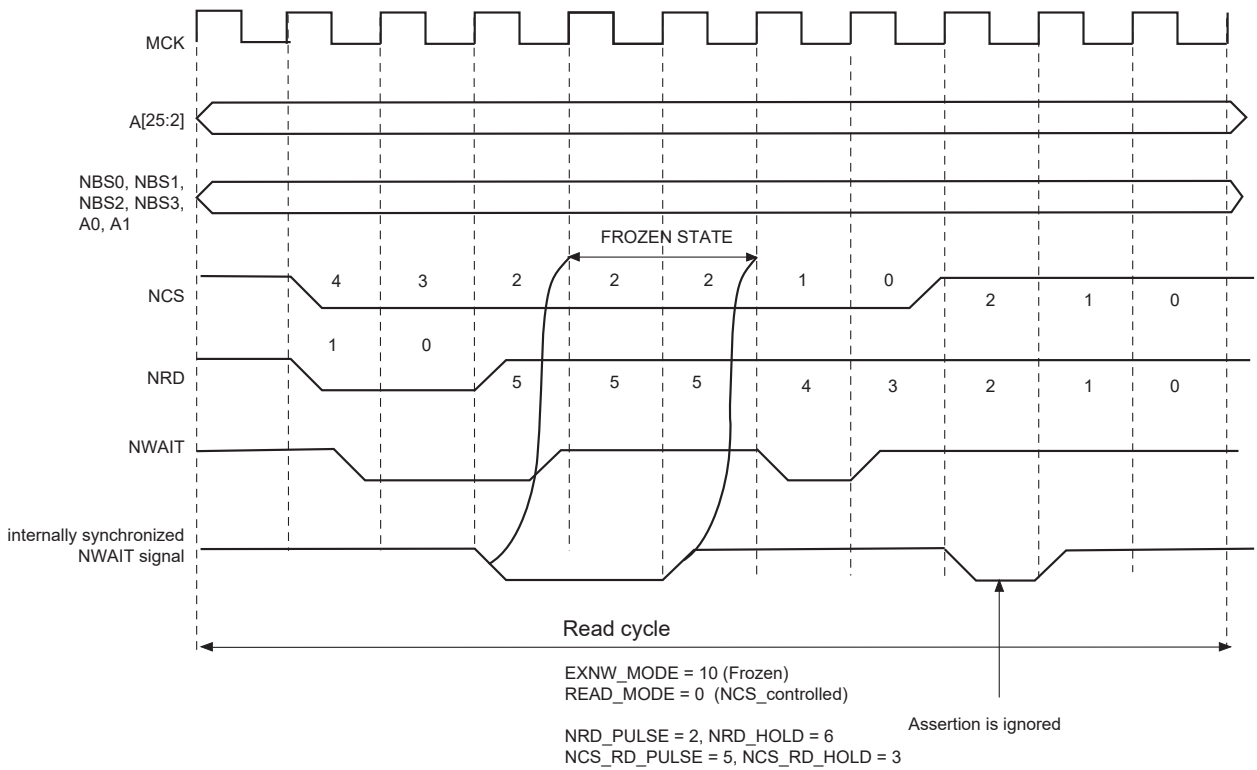 MCK
A[25:2]
NBS0, NBS1,
NBS2, NBS3,
A0, A1
FROZEN STATE
NCS
4 3 2 2 2 1 0
2 1 0
1 0
NRD
5 5 5 4 3 2 1 0
NWAIT
internally synchronized
NWAIT signal
Read cycle
EXNW_MODE = 10 (Frozen)
READ_MODE = 0 (NCS_controlled)
Assertion is ignored
NRD_PULSE = 2, NRD_HOLD = 6
NCS_RD_PULSE = 5, NCS_RD_HOLD = 3